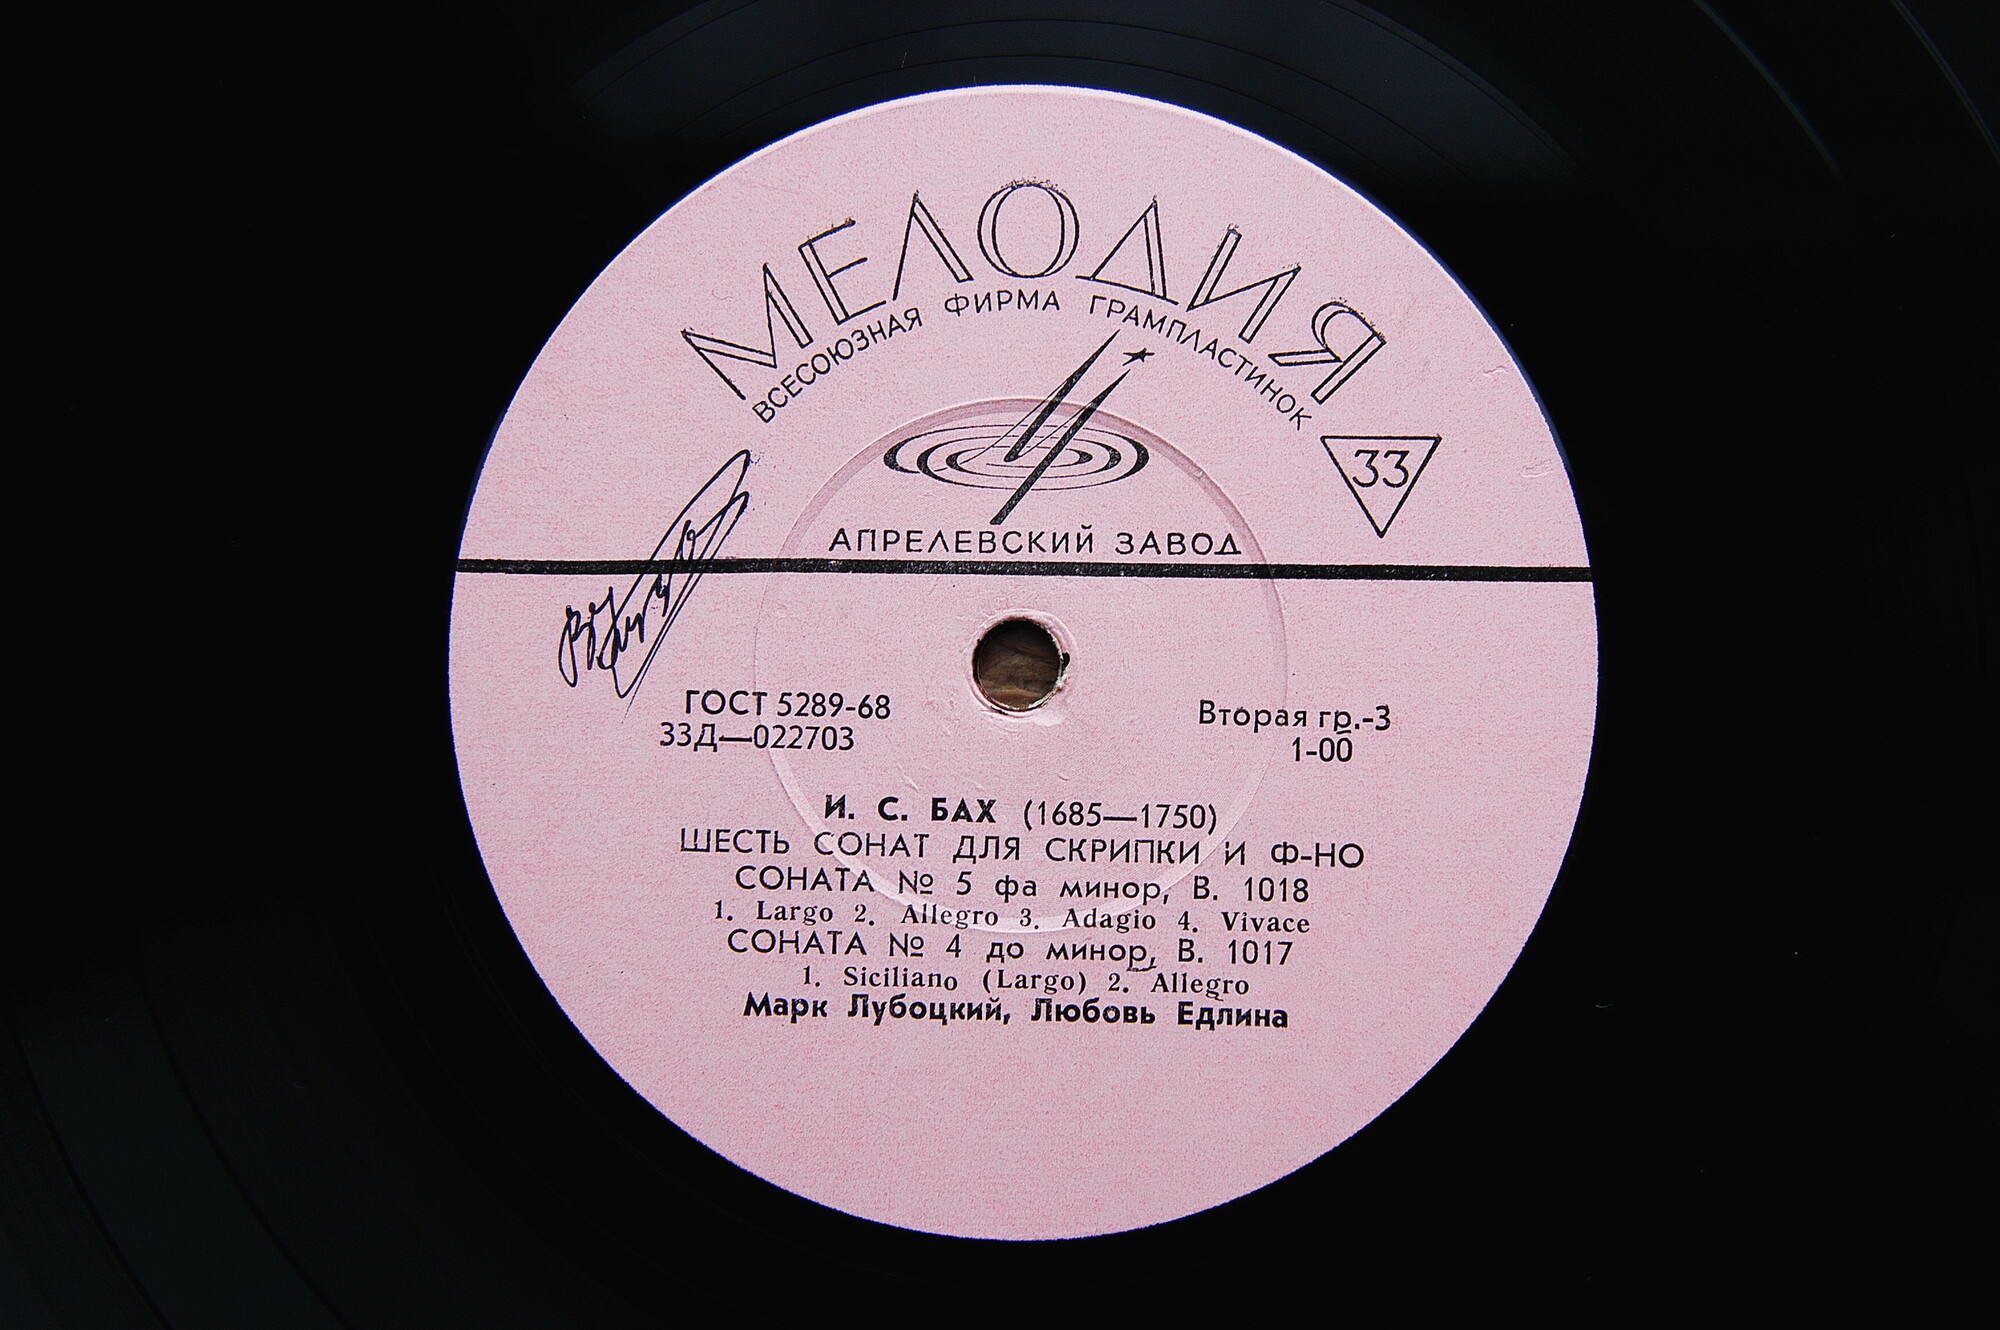 МЕЛОДИЯ
ВСЕСОЮЗНАЯ ФИРМА ГРАМПЛАСТИНОК
33
АПРЕЛЕВСКИЙ ЗАВОД
ГОСТ 5289-68
33Д—022703
Вторая гр.-3
1-00
И. С. БАХ (1685—1750)
ШЕСТЬ СОНАТ ДЛЯ СКРИПКИ И Ф-НО
СОНАТА № 5 фа минор, В. 1018
1. Largo 2. Allegro 3. Adagio 4. Vivace
СОНАТА № 4 до минор, В. 1017
1. Siciliano (Largo) 2. Allegro
Марк Лубоцкий, Любовь Едлина